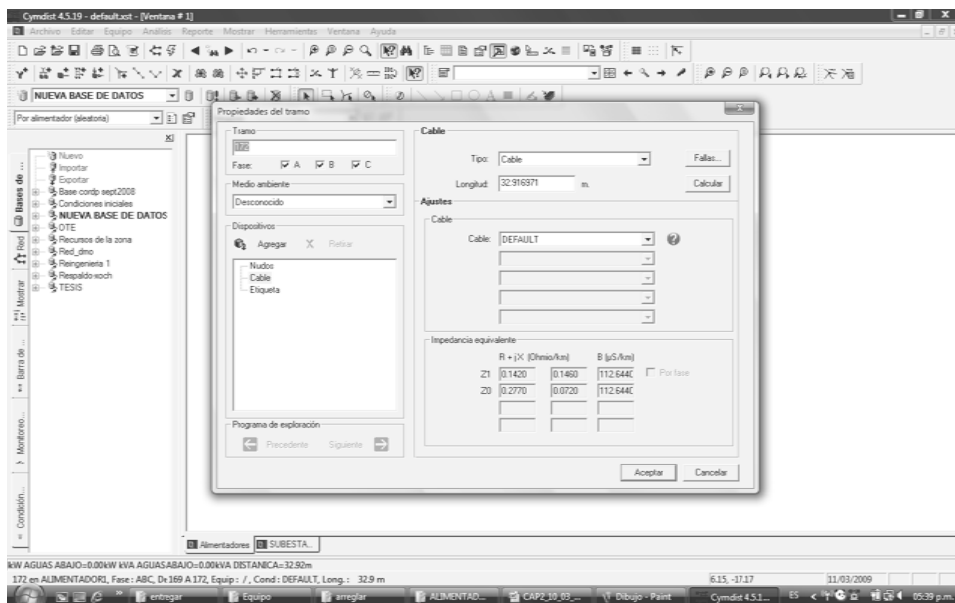 Cymdist 4.5.19 - default.xst - [Ventana # 1]
Archivo Editar Equipo Análisis Reporte Mostrar Herramientas Ventana Ayuda
NUEVA BASE DE DATOS
Por alimentador (aleatoria)
Nuevo
Importar
Exportar
Base cordp sept2008
Condiciones iniciales
NUEVA BASE DE DATOS
OTE
Recursos de la zona
Red_dmo
Reingenieria 1
Respaldo xoch
TESIS
Bases de ...
Red
Mostrar
Barra de ...
Monitoreo...
Condición...
Propiedades del tramo
Tramo
Fase: A B C
Medio ambiente
Desconocido
Dispositivos
Agregar Retirar
Nudos
Cable
Etiqueta
Programa de exploración
Precedente Siguiente
Cable
Tipo: Cable Fallas...
Longitud: 32.916971 m. Calcular
Ajustes
Cable
Cable: DEFAULT
Impedancia equivalente
R + jX (Ohmio/km) B (µS/km)
Z1 0.1420 0.1460 112.644 Por fase
Z0 0.2770 0.0720 112.644
Aceptar Cancelar
Alimentadores SUBESTA...
kW AGUAS ABAJO=0.00kW kVA AGUAS ABAJO=0.00kVA DISTANCIA=32.92m
172 en ALIMENTADOR1, Fase : ABC, De 169 A 172, Equip : / , Cond : DEFAULT, Long. : 32.9 m 6.15, -17.17 11/03/2009
entregar Equipo arreglar ALIMENTAD... CAP2_10_03_... Dibujo - Paint Cymdist 4.5.1... ES 05:39 p.m.